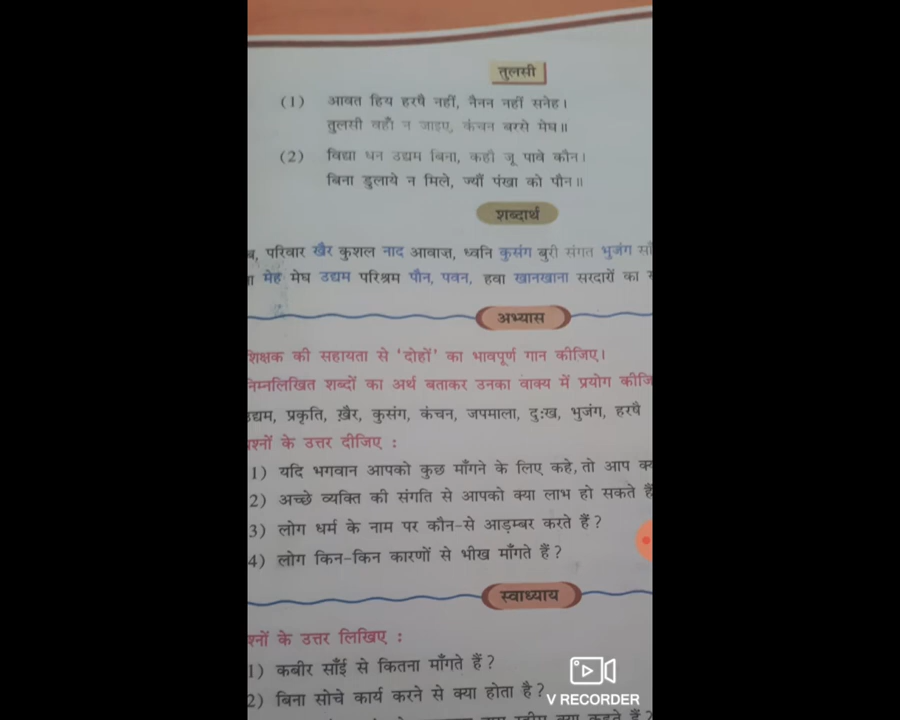 तुलसी
(1) आवत हिय हरषै नहीं, नैनन नहीं सनेह।
तुलसी वहाँ न जाइए, कंचन बरसे मेघ॥
(2) विद्या धन उद्यम बिना, कहौ जू पावे कौन।
बिना डुलाये न मिले, ज्यौं पंखा को पौन॥
शब्दार्थ
परिवार खैर कुशल नाद आवाज़, ध्वनि कुसंग बुरी संगत भुजंग
मेह मेघ उद्यम परिश्रम पौन, पवन, हवा खानखाना सरदारों का
अभ्यास
शिक्षक की सहायता से 'दोहों' का भावपूर्ण गान कीजिए।
निम्नलिखित शब्दों का अर्थ बताकर उनका वाक्य में प्रयोग कीजि
उद्यम, प्रकृति, ख़ैर, कुसंग, कंचन, जपमाला, दुःख, भुजंग, हरषै
श्नों के उत्तर दीजिए :
1) यदि भगवान आपको कुछ माँगने के लिए कहे, तो आप क्य
2) अच्छे व्यक्ति की संगति से आपको क्या लाभ हो सकते हैं
3) लोग धर्म के नाम पर कौन-से आड़म्बर करते हैं?
4) लोग किन-किन कारणों से भीख माँगते हैं?
स्वाध्याय
श्नों के उत्तर लिखिए :
1) कबीर साँई से कितना माँगते हैं?
2) बिना सोचे कार्य करने से क्या होता है?
V RECORDER